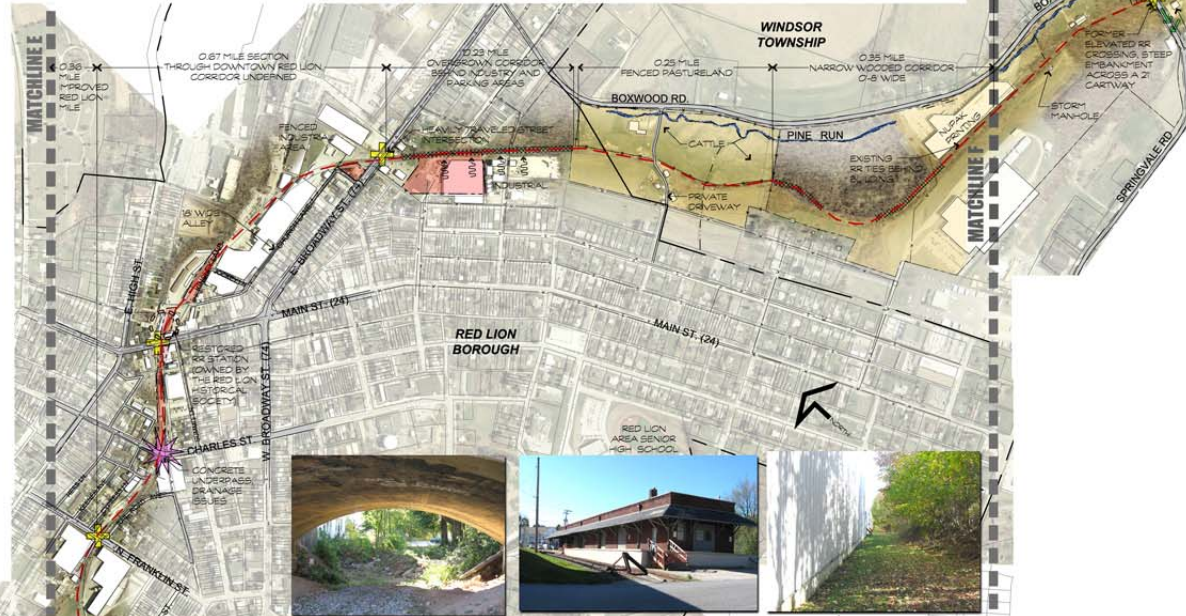 WINDSOR
TOWNSHIP
MATCHLINE E
0.36
MILE
IMPROVED
RED LION
MILE
0.67 MILE SECTION
THROUGH DOWNTOWN RED LION,
CORRIDOR UNDEFINED
0.23 MILE
OVERGROWN CORRIDOR
BEHIND INDUSTRY AND
PARKING AREAS
0.25 MILE
FENCED PASTURELAND
0.35 MILE
NARROW WOODED CORRIDOR
0-8 WIDE
FORMER
ELEVATED RR
CROSSING, STEEP
EMBANKMENT
ACROSS A 21'
CARTWAY
BOXWOOD RD.
STORM
MANHOLE
FENCED
INDUSTRIAL
AREA
HEAVILY TRAVELED STREET
INTERSECTION
CATTLE
PINE RUN
NUPAK
PRINTING
EXISTING
RR TIES BEHIND
BUILDING
INDUSTRIAL
PRIVATE
DRIVEWAY
SPRINGVALE RD
MATCHLINE F
18' WIDE
ALLEY
E. BROADWAY ST. (74)
E. HIGH ST.
MAIN ST. (24)
MAIN ST. (24)
RED LION
BOROUGH
RESTORED
RR STATION
(OWNED BY
THE RED LION
HISTORICAL
SOCIETY)
W. BROADWAY ST. (74)
NORTH
CHARLES ST.
RED LION
AREA SENIOR
HIGH SCHOOL
CONCRETE
UNDERPASS,
DRAINAGE
ISSUES
N. FRANKLIN ST.